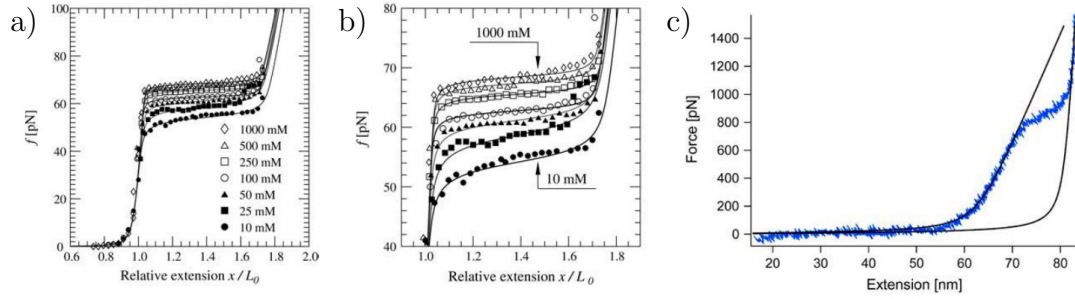 a)
100
80
60
40
20
0
f [pN]
1000 mM
500 mM
250 mM
100 mM
50 mM
25 mM
10 mM
0.6 0.8 1.0 1.2 1.4 1.6 1.8 2.0
Relative extension x / L0
b)
80
70
60
50
40
f [pN]
1000 mM
10 mM
1.0 1.2 1.4 1.6 1.8
Relative extension x / L0
c)
1400
1200
1000
800
600
400
200
0
Force [pN]
20 30 40 50 60 70 80
Extension [nm]